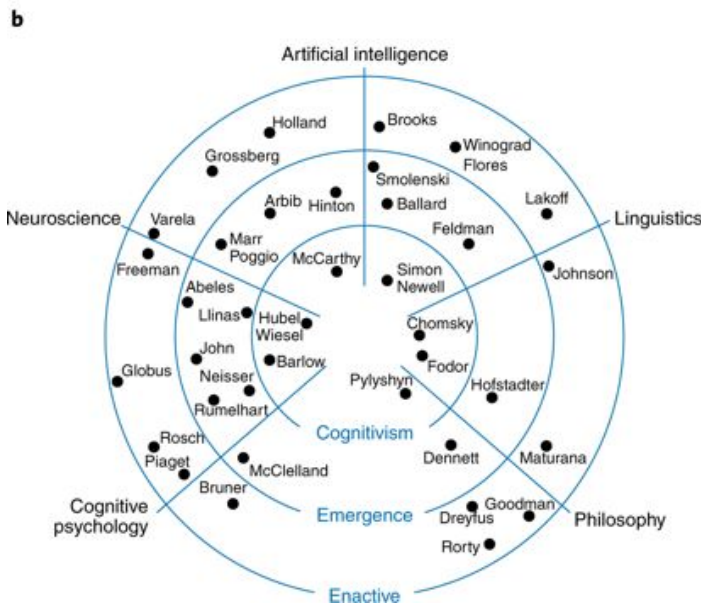 b
Artificial intelligence
Holland
Brooks
Winograd
Flores
Grossberg
Smolenski
Arbib
Hinton
Ballard
Lakoff
Neuroscience
Varela
Linguistics
Feldman
Marr
Poggio
Freeman
McCarthy
Simon
Newell
Johnson
Abeles
Llinas
Hubel
Wiesel
Chomsky
John
Barlow
Fodor
Globus
Neisser
Pylyshyn
Hofstadter
Rumelhart
Cognitivism
Rosch
Piaget
McClelland
Dennett
Maturana
Bruner
Cognitive
psychology
Emergence
Dreyfus
Goodman
Philosophy
Rorty
Enactive